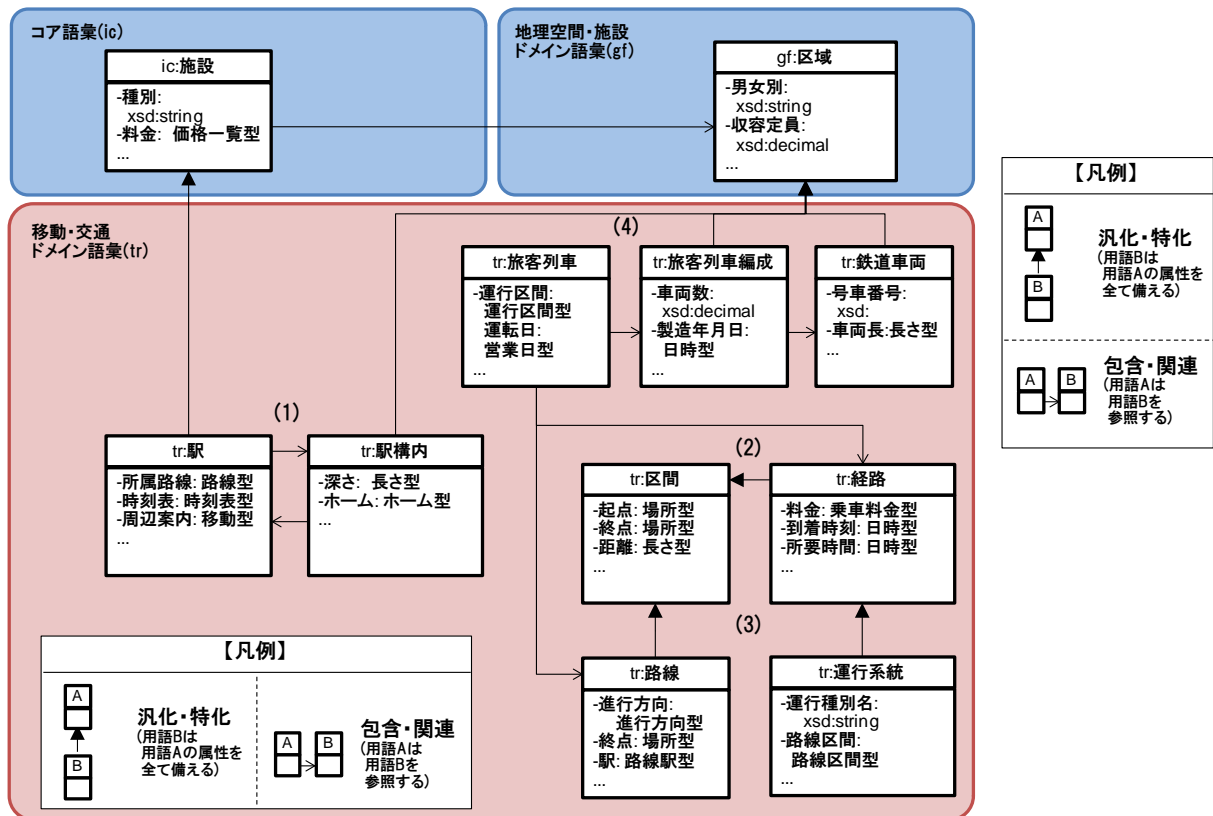 コア語彙(ic)
ic:施設
-種別:
xsd:string
-料金: 価格一覧型
...
地理空間・施設
ドメイン語彙(gf)
gf:区域
-男女別:
xsd:string
-収容定員:
xsd:decimal
...
移動・交通
ドメイン語彙(tr)
(4)
tr:旅客列車
-運行区間:
運行区間型
運転日:
営業日型
...
tr:旅客列車編成
-車両数:
xsd:decimal
-製造年月日:
日時型
...
tr:鉄道車両
-号車番号:
xsd:
-車両長:長さ型
...
(1)
tr:駅
-所属路線: 路線型
-時刻表: 時刻表型
-周辺案内: 移動型
...
tr:駅構内
-深さ: 長さ型
-ホーム: ホーム型
...
(2)
tr:区間
-起点: 場所型
-終点: 場所型
-距離: 長さ型
...
tr:経路
-料金: 乗車料金型
-到着時刻: 日時型
-所要時間: 日時型
...
(3)
tr:路線
-進行方向:
進行方向型
-終点: 場所型
-駅: 路線駅型
...
tr:運行系統
-運行種別名:
xsd:string
-路線区間:
路線区間型
...
【凡例】
A
B
汎化・特化
(用語Bは
用語Aの属性を
全て備える)
A
B
包含・関連
(用語Aは
用語Bを
参照する)
【凡例】
A
B
汎化・特化
(用語Bは
用語Aの属性を
全て備える)
A
B
包含・関連
(用語Aは
用語Bを
参照する)